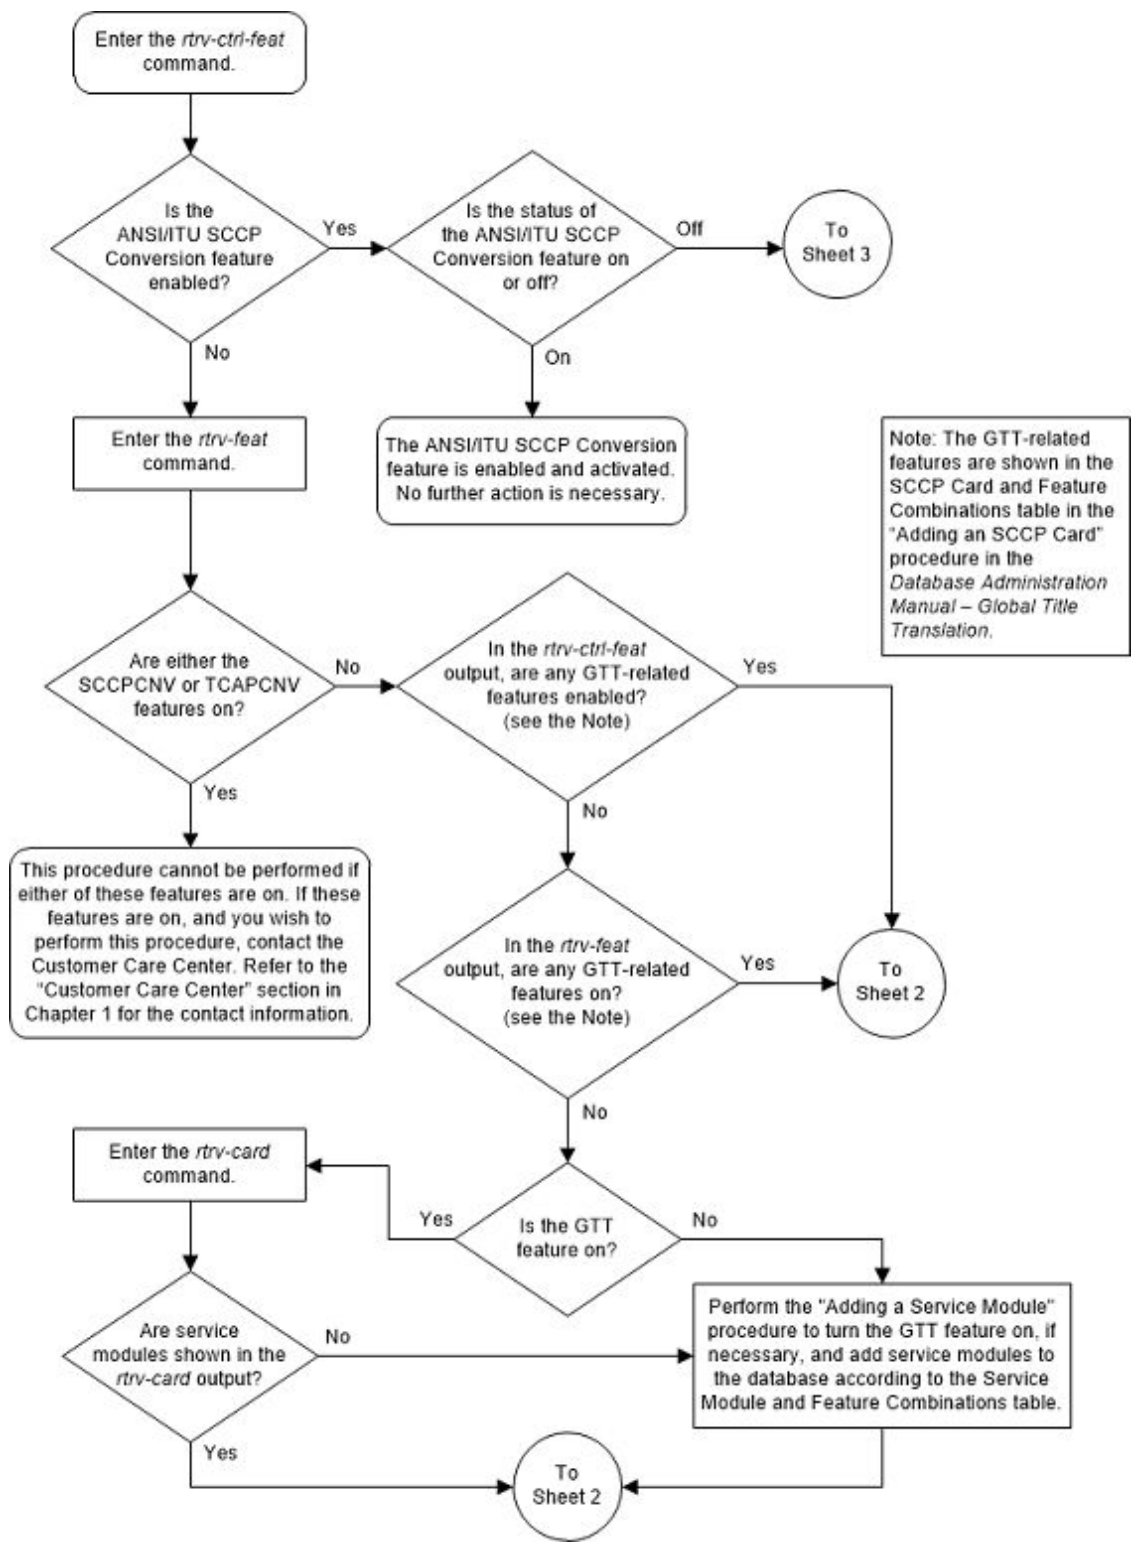 Enter the rtrv-ctrl-feat
command.
Is the
ANSI/ITU SCCP
Conversion feature
enabled?
Yes
Is the status of
the ANSI/ITU SCCP
Conversion feature on
or off?
Off
To
Sheet 3
No
On
Enter the rtrv-feat
command.
The ANSI/ITU SCCP Conversion
feature is enabled and activated.
No further action is necessary.
Note: The GTT-related
features are shown in the
SCCP Card and Feature
Combinations table in the
“Adding an SCCP Card”
procedure in the
Database Administration
Manual – Global Title
Translation.
Are either the
SCCPCNV or TCAPCNV
features on?
No
In the rtrv-ctrl-feat
output, are any GTT-related
features enabled?
(see the Note)
Yes
Yes
No
This procedure cannot be performed if
either of these features are on. If these
features are on, and you wish to
perform this procedure, contact the
Customer Care Center. Refer to the
“Customer Care Center” section in
Chapter 1 for the contact information.
In the rtrv-feat
output, are any GTT-related
features on?
(see the Note)
Yes
To
Sheet 2
No
Enter the rtrv-card
command.
Yes
Is the GTT
feature on?
No
Are service
modules shown in the
rtrv-card output?
No
Perform the "Adding a Service Module"
procedure to turn the GTT feature on, if
necessary, and add service modules to
the database according to the Service
Module and Feature Combinations table.
Yes
To
Sheet 2